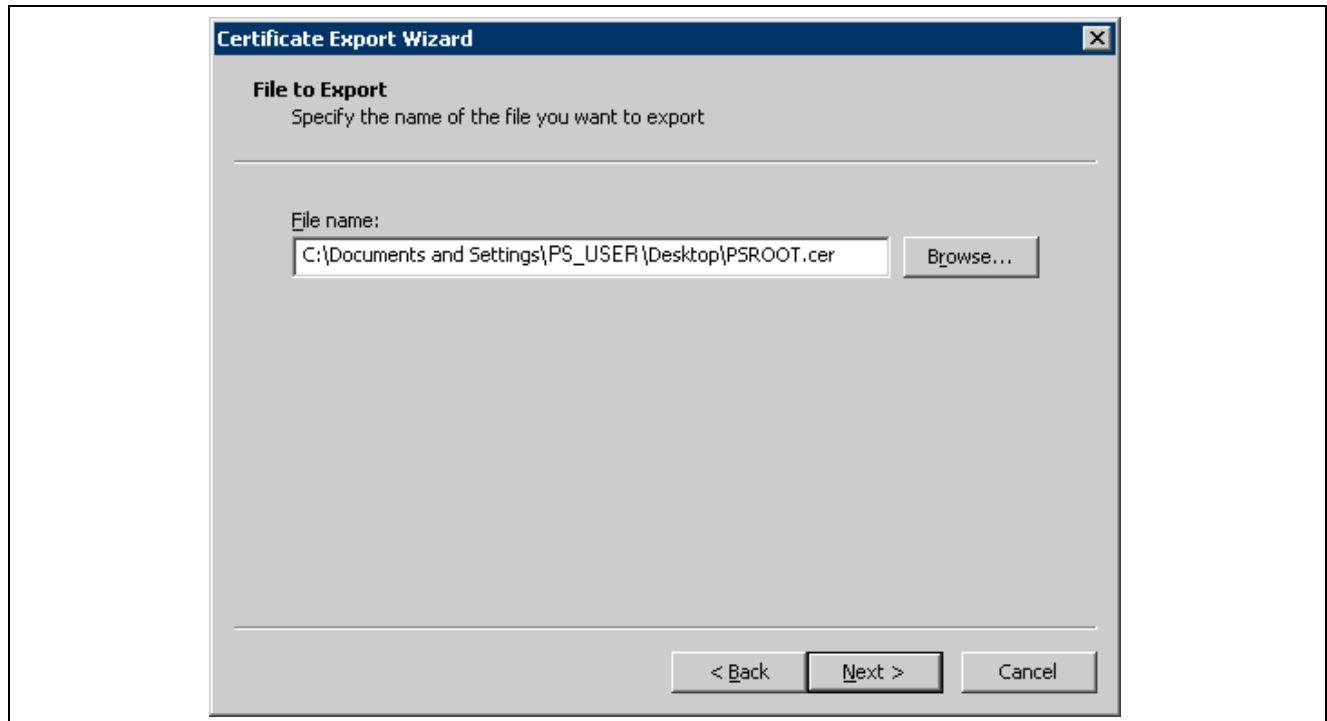 Certificate Export Wizard
File to Export
Specify the name of the file you want to export
File name:
C:\Documents and Settings\PS_USER\Desktop\PSROOT.cer
Browse...
< Back
Next >
Cancel